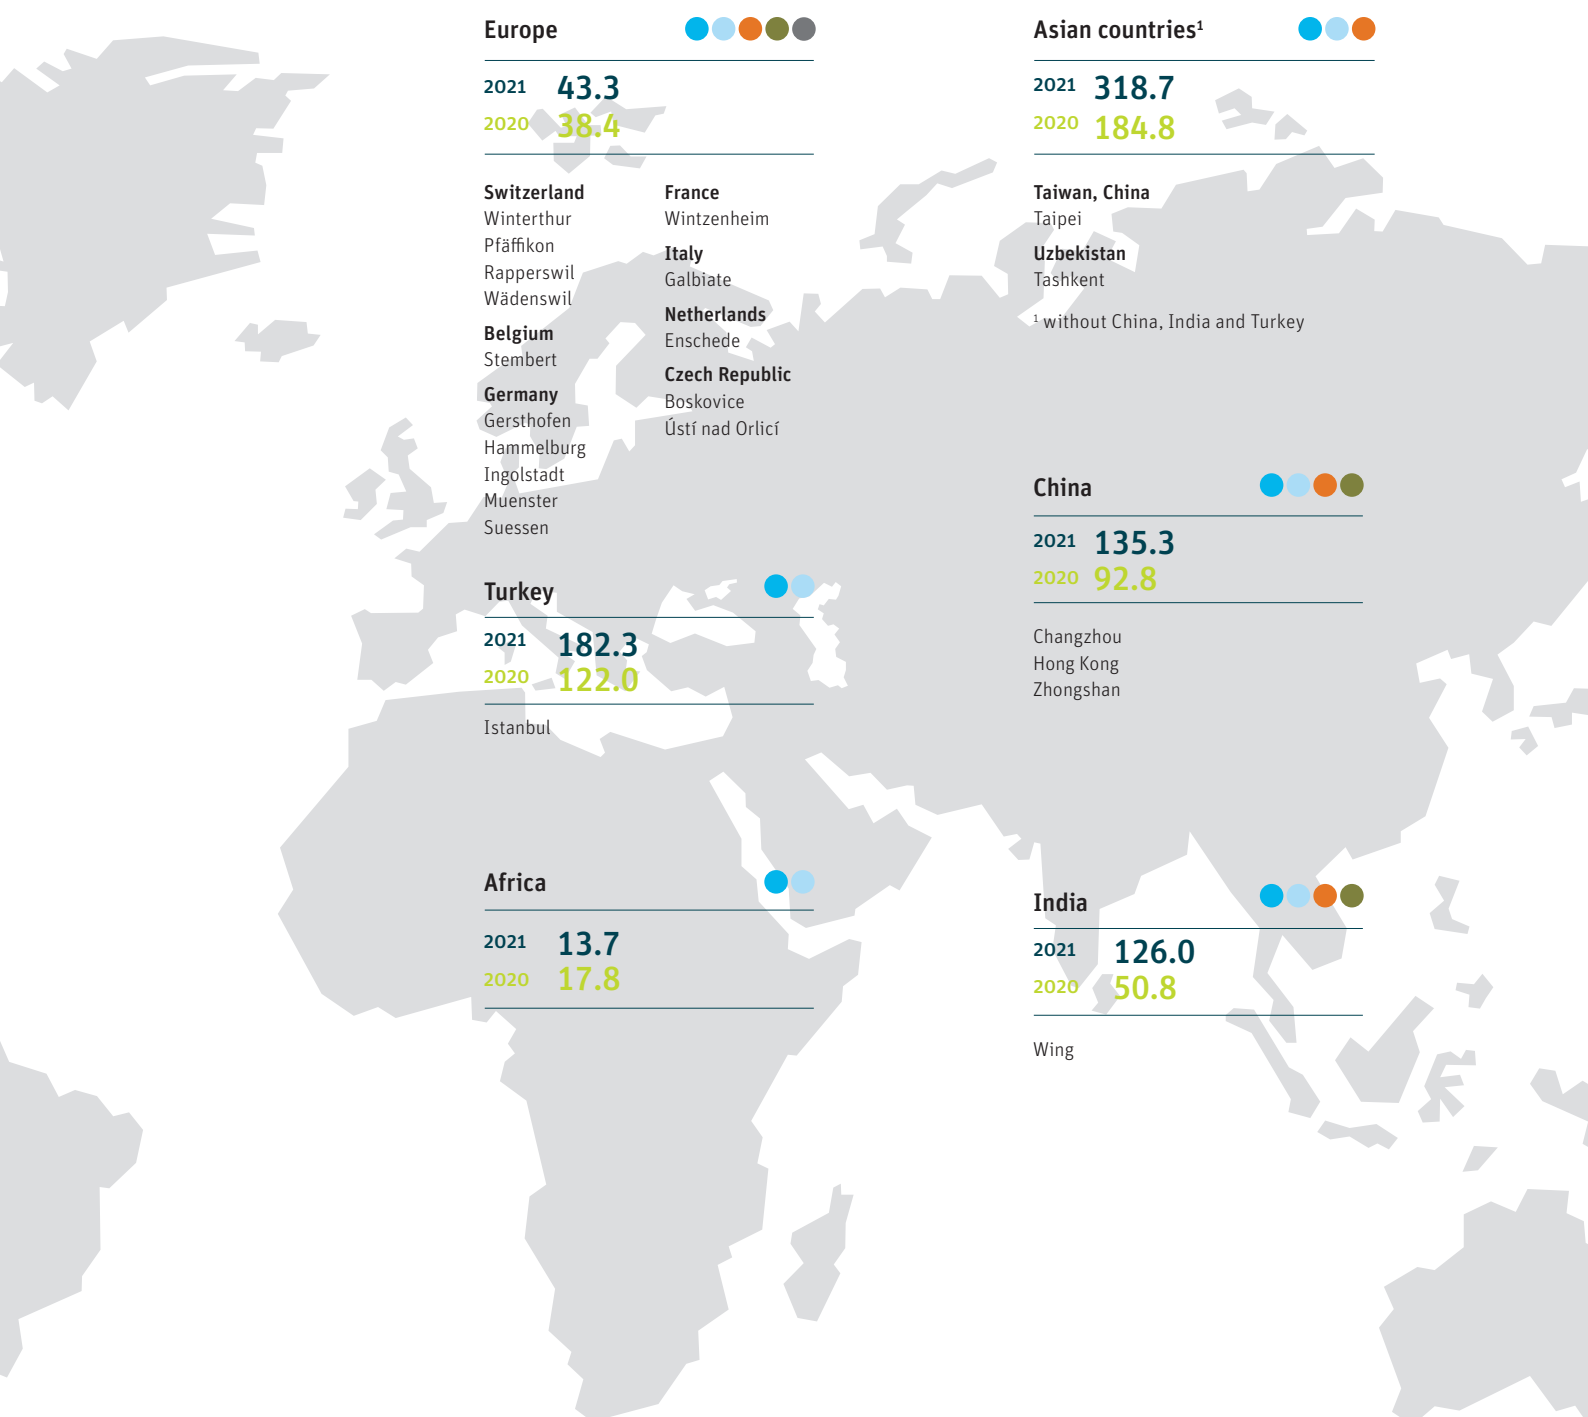 Europe
2021 43.3
2020 38.4
Switzerland
Winterthur
Pfäffikon
Rapperswil
Wädenswil
Belgium
Stembert
Germany
Gersthofen
Hammelburg
Ingolstadt
Muenster
Suessen
France
Wintzenheim
Italy
Galbiate
Netherlands
Enschede
Czech Republic
Boskovice
Ústí nad Orlicí
Turkey
2021 182.3
2020 122.0
Istanbul
Africa
2021 13.7
2020 17.8
Asian countries¹
2021 318.7
2020 184.8
Taiwan, China
Taipei
Uzbekistan
Tashkent
¹ without China, India and Turkey
China
2021 135.3
2020 92.8
Changzhou
Hong Kong
Zhongshan
India
2021 126.0
2020 50.8
Wing